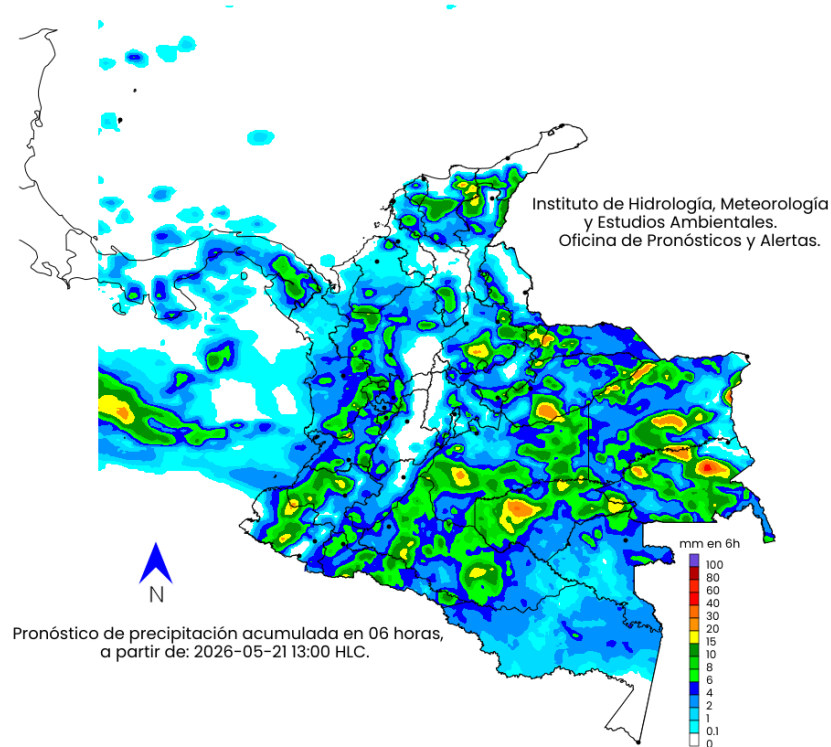 Instituto de Hidrología, Meteorología
y Estudios Ambientales.
Oficina de Pronósticos y Alertas.
mm en 6h
100
80
60
40
30
20
15
10
8
6
4
2
1
0.1
0
N
Pronóstico de precipitación acumulada en 06 horas,
a partir de: 2026-05-21 13:00 HLC.